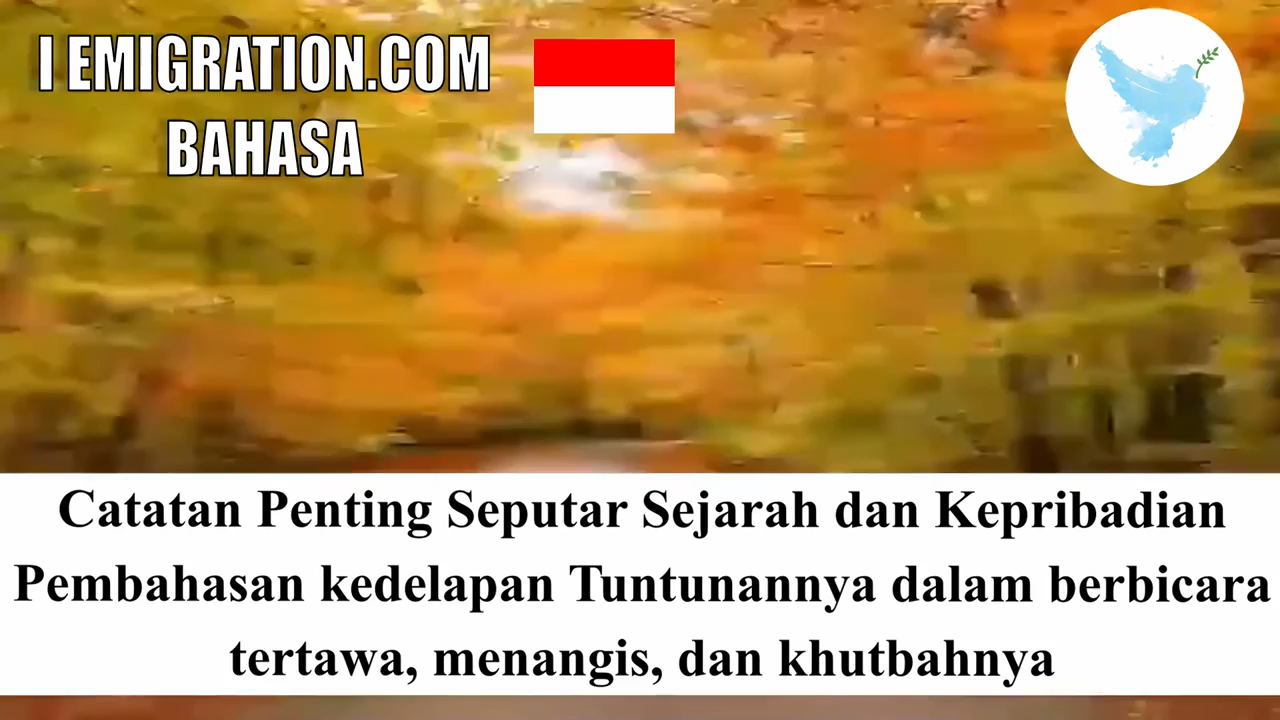 I EMIGRATION.COM
BAHASA
Catatan Penting Seputar Sejarah dan Kepribadian
Pembahasan kedelapan Tuntunannya dalam berbicara
tertawa, menangis, dan khutbahnya